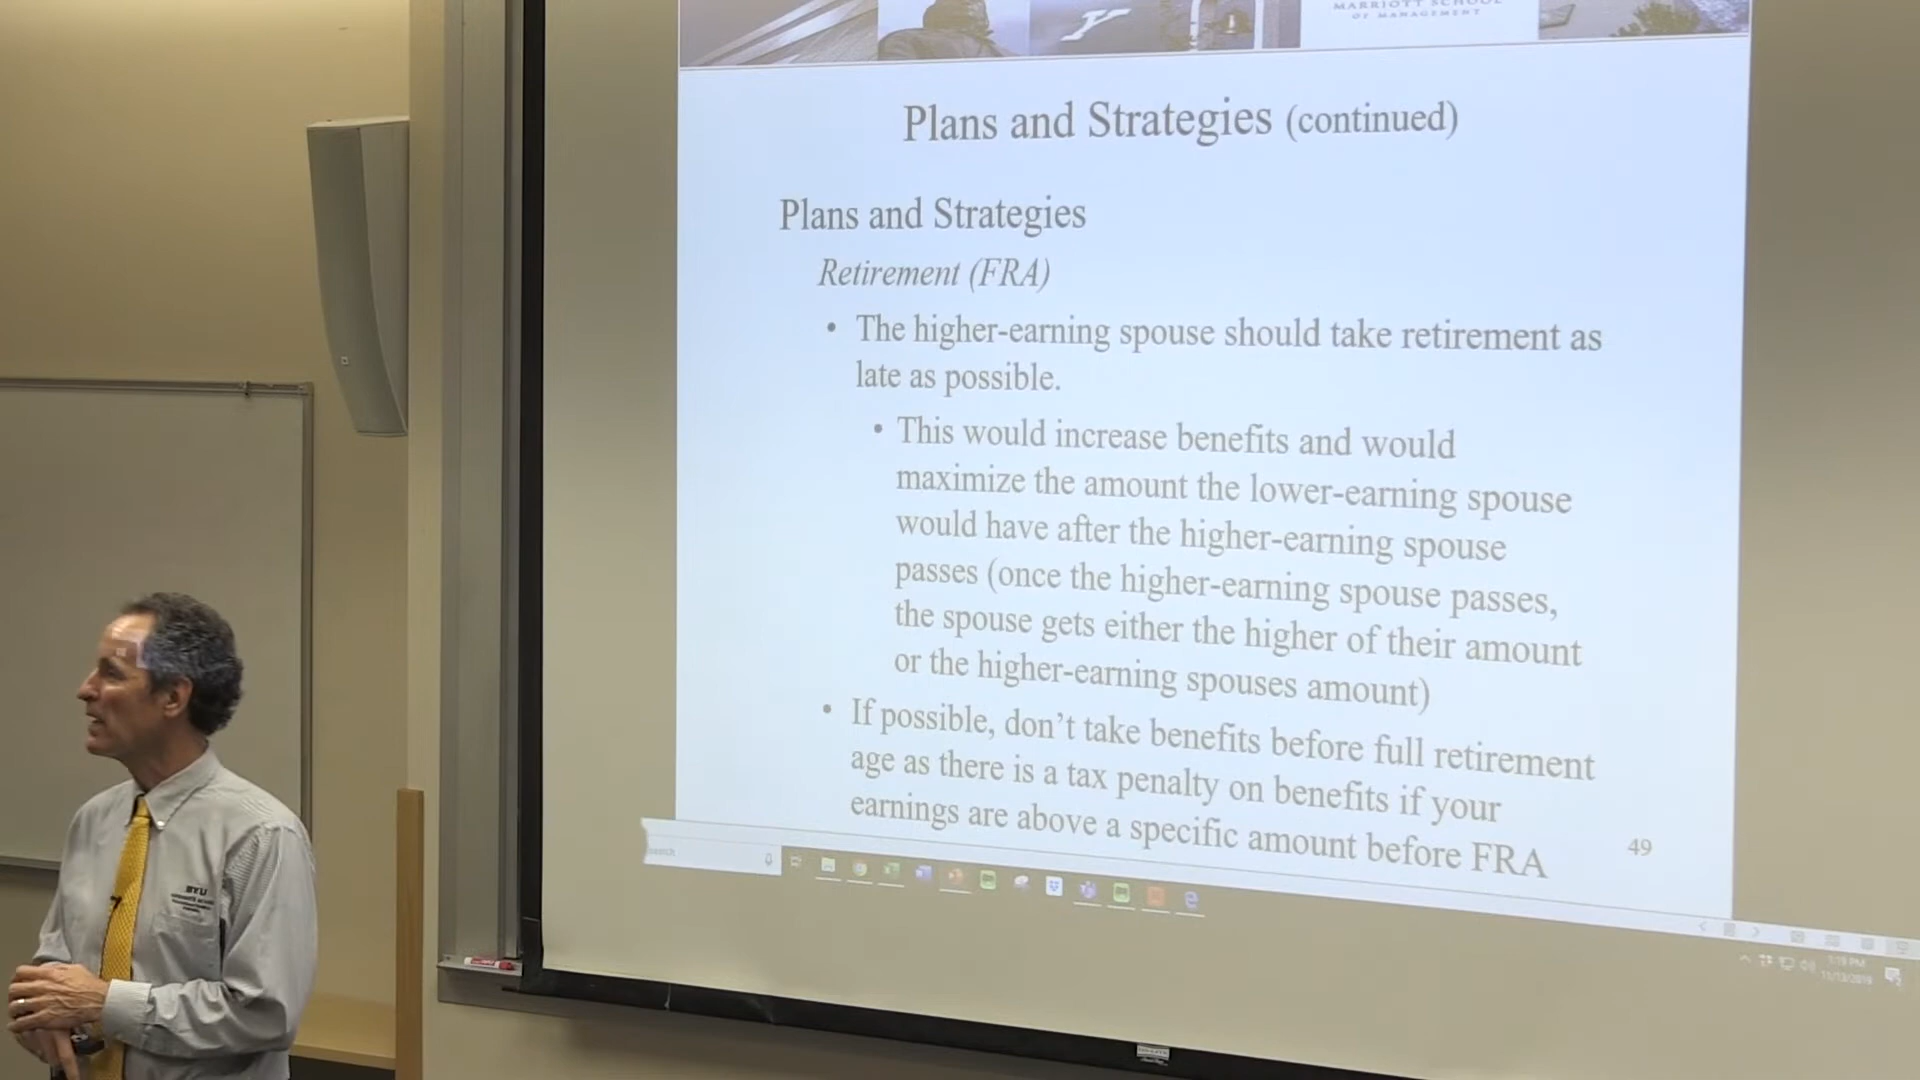 MARRIOTT SCHOOL
OF MANAGEMENT
Plans and Strategies (continued)
Plans and Strategies
Retirement (FRA)
• The higher-earning spouse should take retirement as
late as possible.
• This would increase benefits and would
maximize the amount the lower-earning spouse
would have after the higher-earning spouse
passes (once the higher-earning spouse passes,
the spouse gets either the higher of their amount
or the higher-earning spouses amount)
• If possible, don’t take benefits before full retirement
age as there is a tax penalty on benefits if your
earnings are above a specific amount before FRA
49
search
BYU